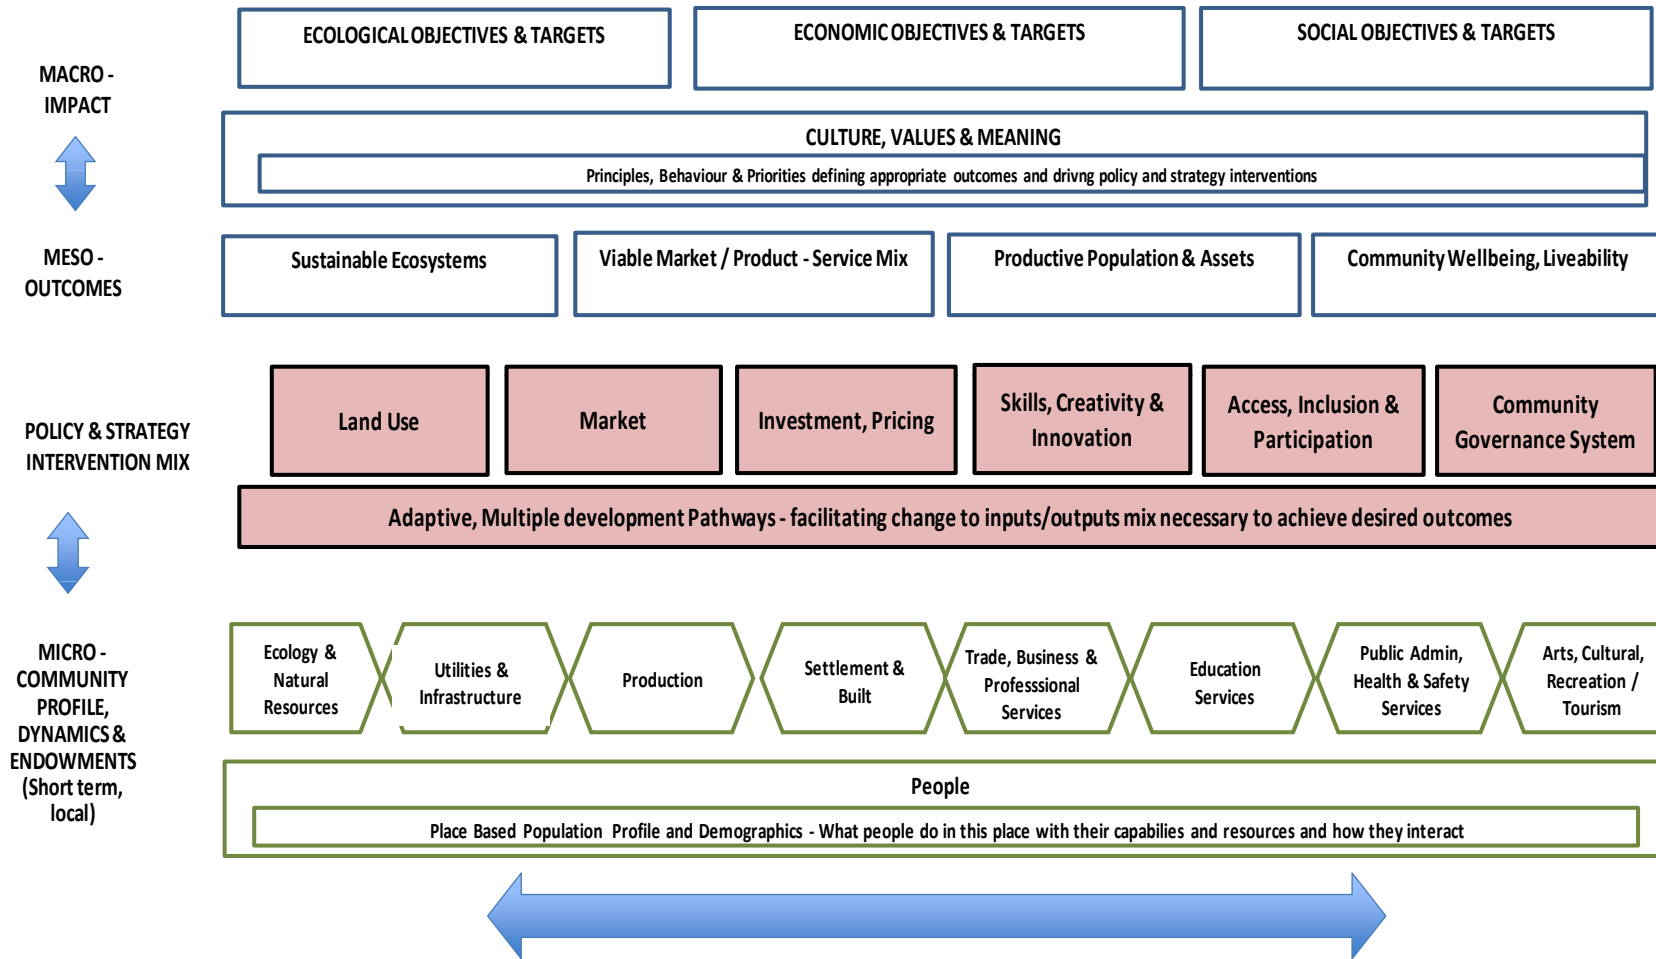 ECOLOGICAL OBJECTIVES & TARGETS
ECONOMIC OBJECTIVES & TARGETS
SOCIAL OBJECTIVES & TARGETS
MACRO -
IMPACT
CULTURE, VALUES & MEANING
Principles, Behaviour & Priorities defining appropriate outcomes and drivng policy and strategy interventions
MESO -
OUTCOMES
Sustainable Ecosystems
Viable Market / Product - Service Mix
Productive Population & Assets
Community Wellbeing, Liveability
POLICY & STRATEGY
INTERVENTION MIX
Land Use
Market
Investment, Pricing
Skills, Creativity &
Innovation
Access, Inclusion &
Participation
Community
Governance System
Adaptive, Multiple development Pathways - facilitating change to inputs/outputs mix necessary to achieve desired outcomes
MICRO -
COMMUNITY
PROFILE,
DYNAMICS &
ENDOWMENTS
(Short term,
local)
Ecology &
Natural
Resources
Utilities &
Infrastructure
Production
Settlement &
Built
Trade, Business &
Professsional
Services
Education
Services
Public Admin,
Health & Safety
Services
Arts, Cultural,
Recreation /
Tourism
People
Place Based Population Profile and Demographics - What people do in this place with their capabilies and resources and how they interact